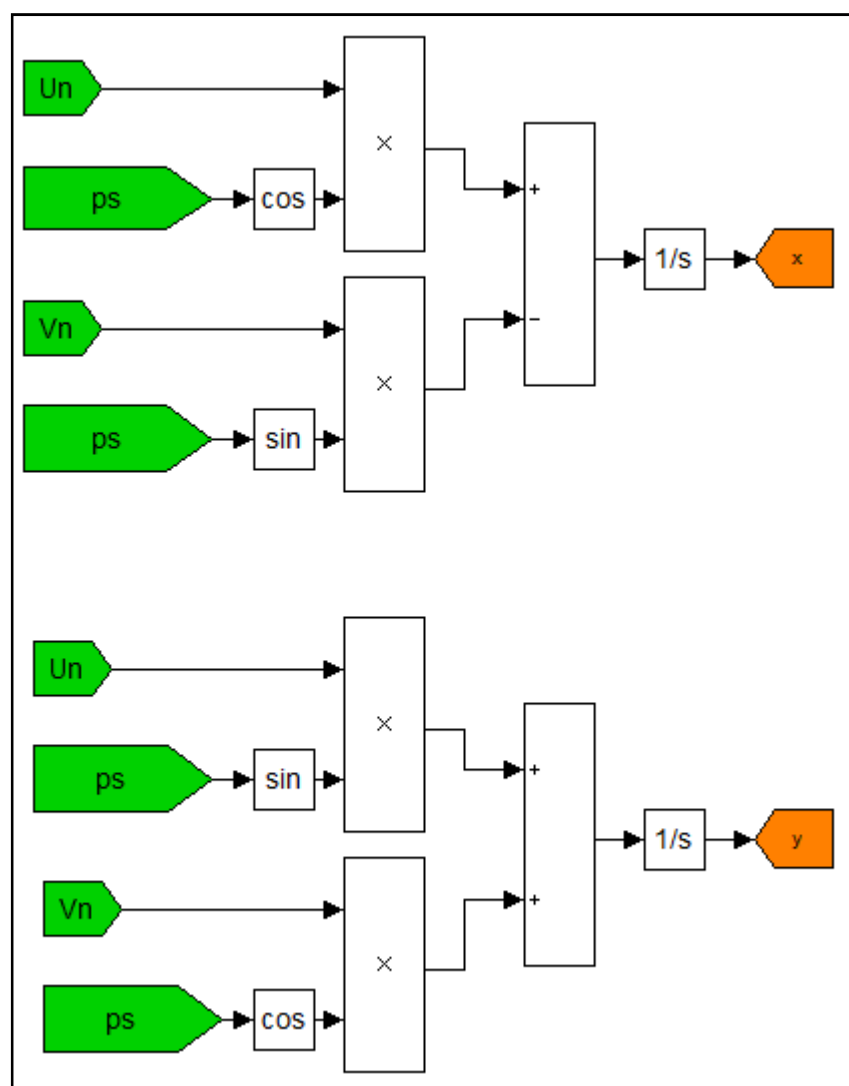 Un
×
ps
cos
+
1/s
x
Vn
−
×
ps
sin
Un
×
ps
sin
+
1/s
y
Vn
+
×
ps
cos